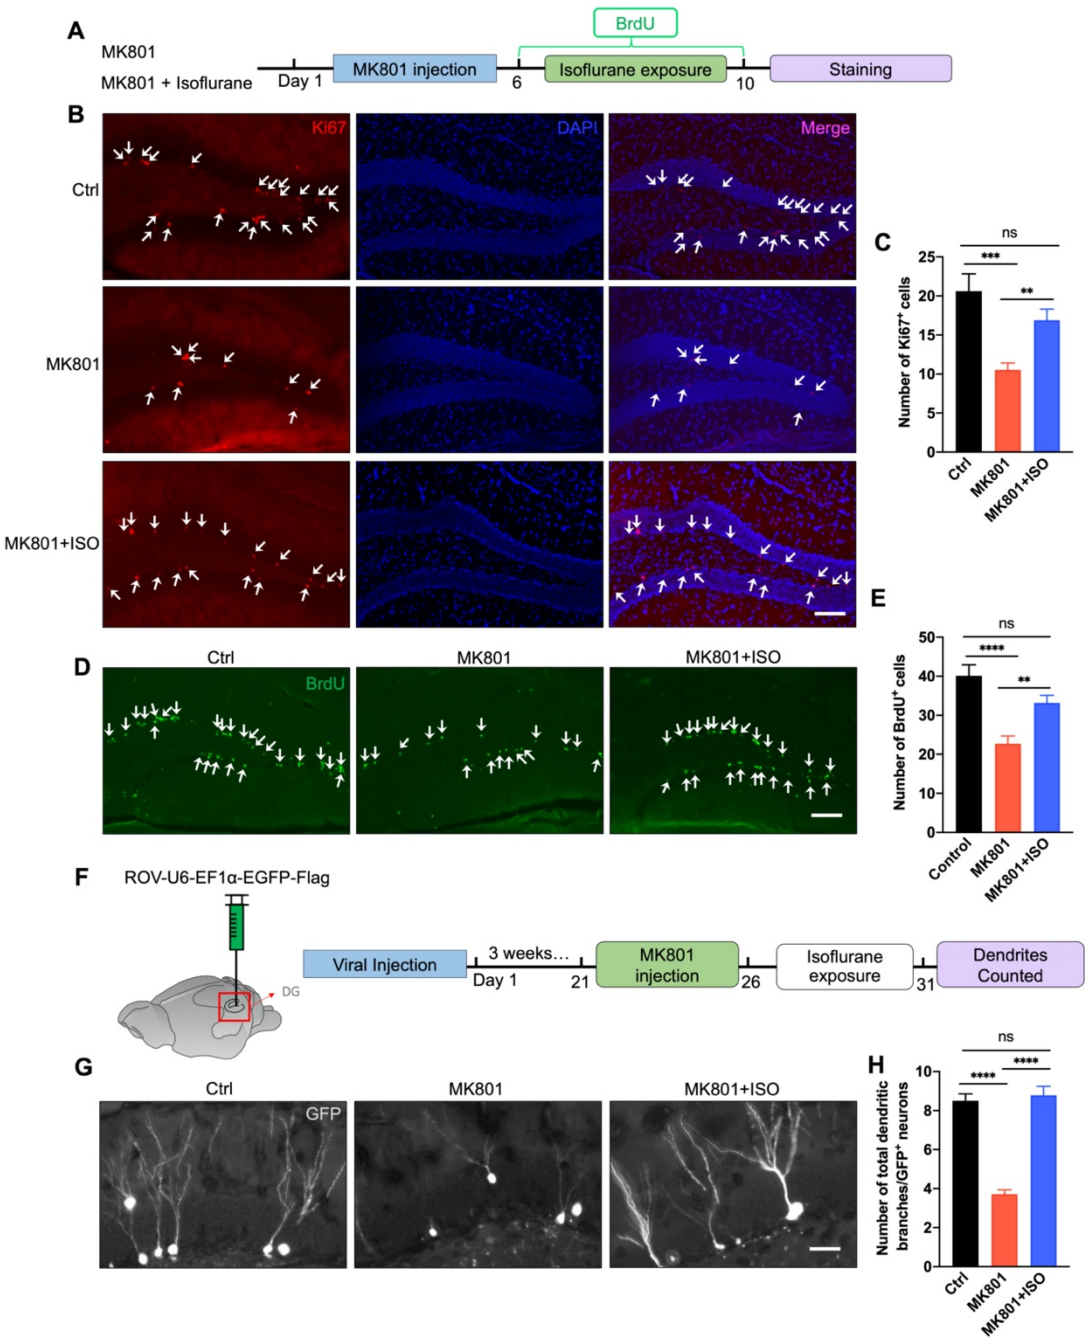 A
BrdU
MK801
MK801 + Isoflurane
Day 1
MK801 injection
6
Isoflurane exposure
10
Staining
B
Ki67
DAPI
Merge
Ctrl
MK801
MK801+ISO
C
ns
***
**
Number of Ki67+ cells
25
20
15
10
5
0
Ctrl
MK801
MK801+ISO
D
Ctrl
MK801
MK801+ISO
BrdU
E
ns
****
**
Number of BrdU+ cells
50
40
30
20
10
0
Control
MK801
MK801+ISO
F
ROV-U6-EF1α-EGFP-Flag
DG
Viral Injection
3 weeks…
Day 1
21
MK801
injection
26
Isoflurane
exposure
31
Dendrites
Counted
G
Ctrl
MK801
MK801+ISO
GFP
H
ns
****
****
Number of total dendritic
branches/GFP+ neurons
10
8
6
4
2
0
Ctrl
MK801
MK801+ISO